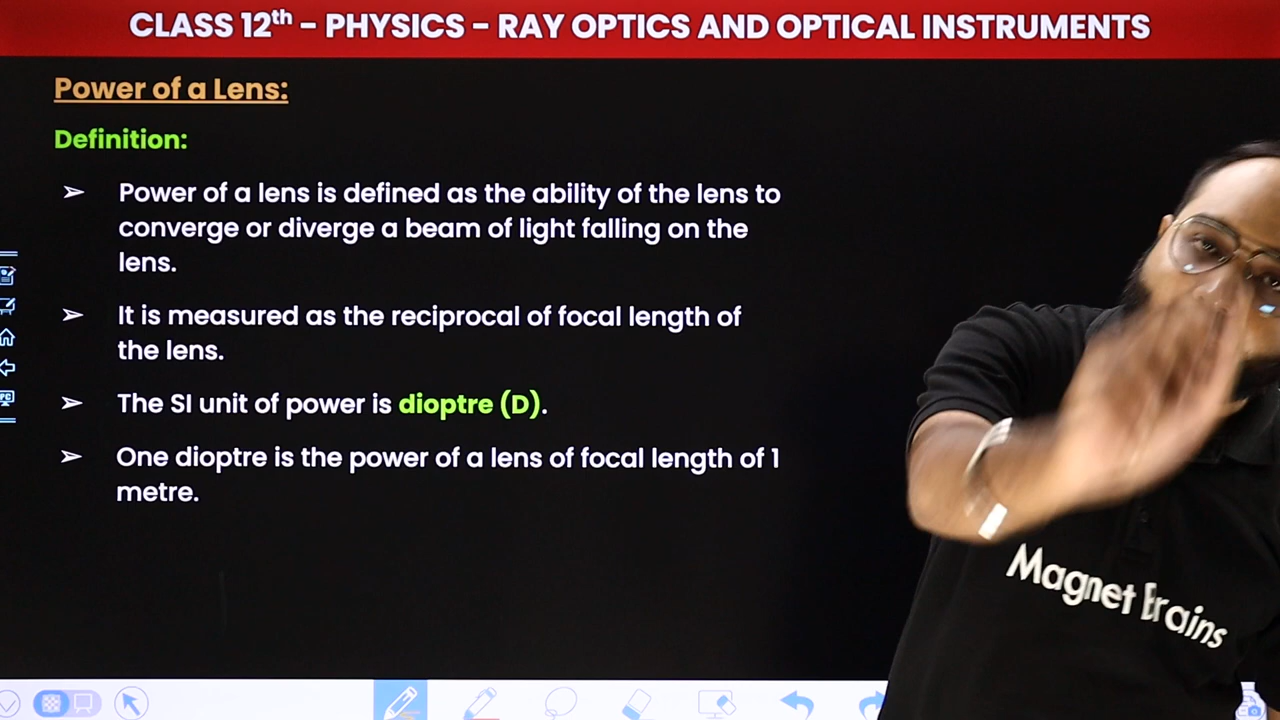 CLASS 12th – PHYSICS – RAY OPTICS AND OPTICAL INSTRUMENTS
Power of a Lens:
Definition:
➢ Power of a lens is defined as the ability of the lens to
converge or diverge a beam of light falling on the
lens.
➢ It is measured as the reciprocal of focal length of
the lens.
➢ The SI unit of power is dioptre (D).
➢ One dioptre is the power of a lens of focal length of 1
metre.
Magnet Brains